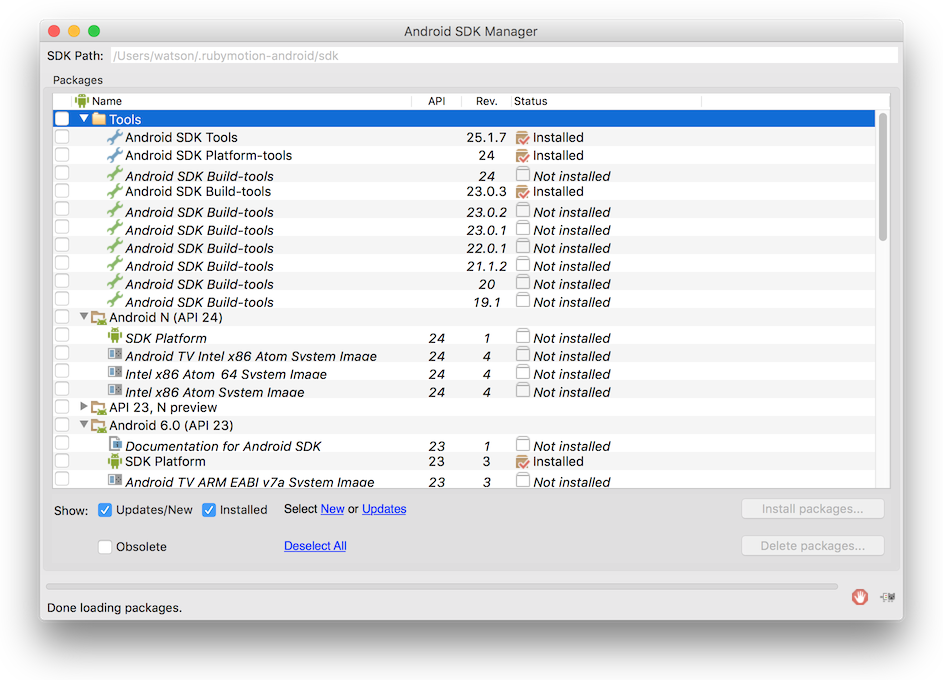 Android SDK Manager
SDK Path: /Users/watson/.rubymotion-android/sdk
Packages
Name API Rev. Status
Tools
Android SDK Tools 25.1.7 Installed
Android SDK Platform-tools 24 Installed
Android SDK Build-tools 24 Not installed
Android SDK Build-tools 23.0.3 Installed
Android SDK Build-tools 23.0.2 Not installed
Android SDK Build-tools 23.0.1 Not installed
Android SDK Build-tools 22.0.1 Not installed
Android SDK Build-tools 21.1.2 Not installed
Android SDK Build-tools 20 Not installed
Android SDK Build-tools 19.1 Not installed
Android N (API 24)
SDK Platform 24 1 Not installed
Android TV Intel x86 Atom System Image 24 4 Not installed
Intel x86 Atom_64 System Image 24 4 Not installed
Intel x86 Atom System Image 24 4 Not installed
API 23, N preview
Android 6.0 (API 23)
Documentation for Android SDK 23 1 Not installed
SDK Platform 23 3 Installed
Android TV ARM EABI v7a System Image 23 3 Not installed
Show: Updates/New Installed Select New or Updates Install packages...
Obsolete Deselect All Delete packages...
Done loading packages.